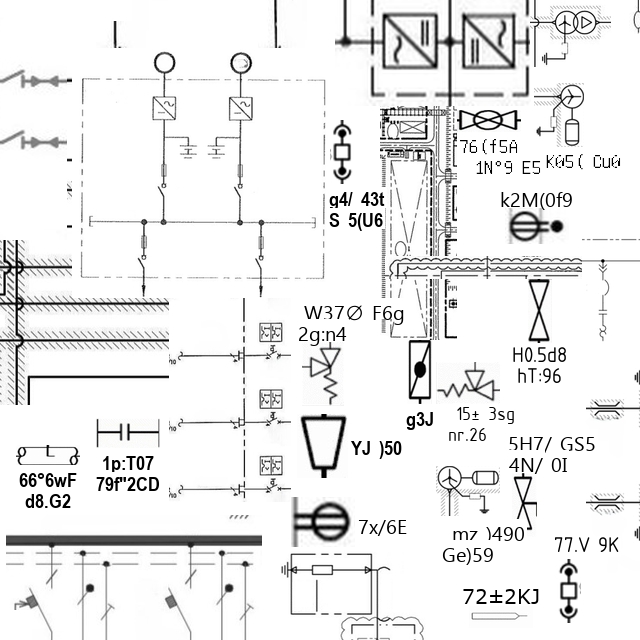 76(f5A
1N°9 E5
K05( Cu0
g4/ 43t
S 5(U6
k2M(0f9
W37∅ F6g
2g:n4
H0.5d8
hT:96
g3J
15± 3sg
nr.26
YJ )50
5H7/ GS5
4N/ 0I
66°6wF
d8.G2
1p:T07
79f"2CD
7x/6E
mz )490
Ge)59
77.V 9K
72±2KJ